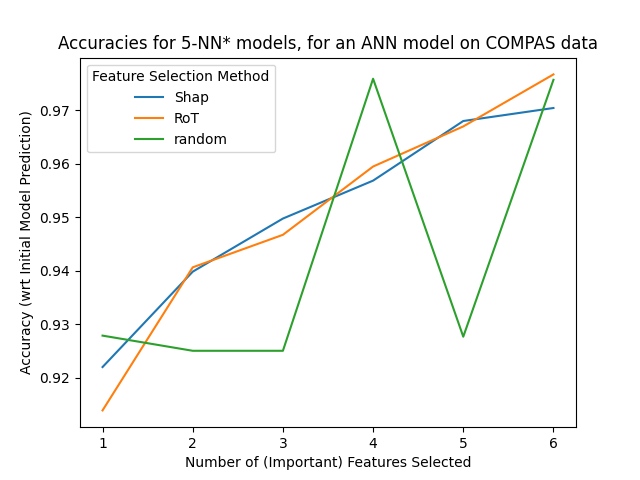 Accuracies for 5-NN* models, for an ANN model on COMPAS data
Feature Selection Method
Shap
RoT
random
0.97
0.96
0.95
0.94
0.93
0.92
Accuracy (wrt Initial Model Prediction)
1 2 3 4 5 6
Number of (Important) Features Selected